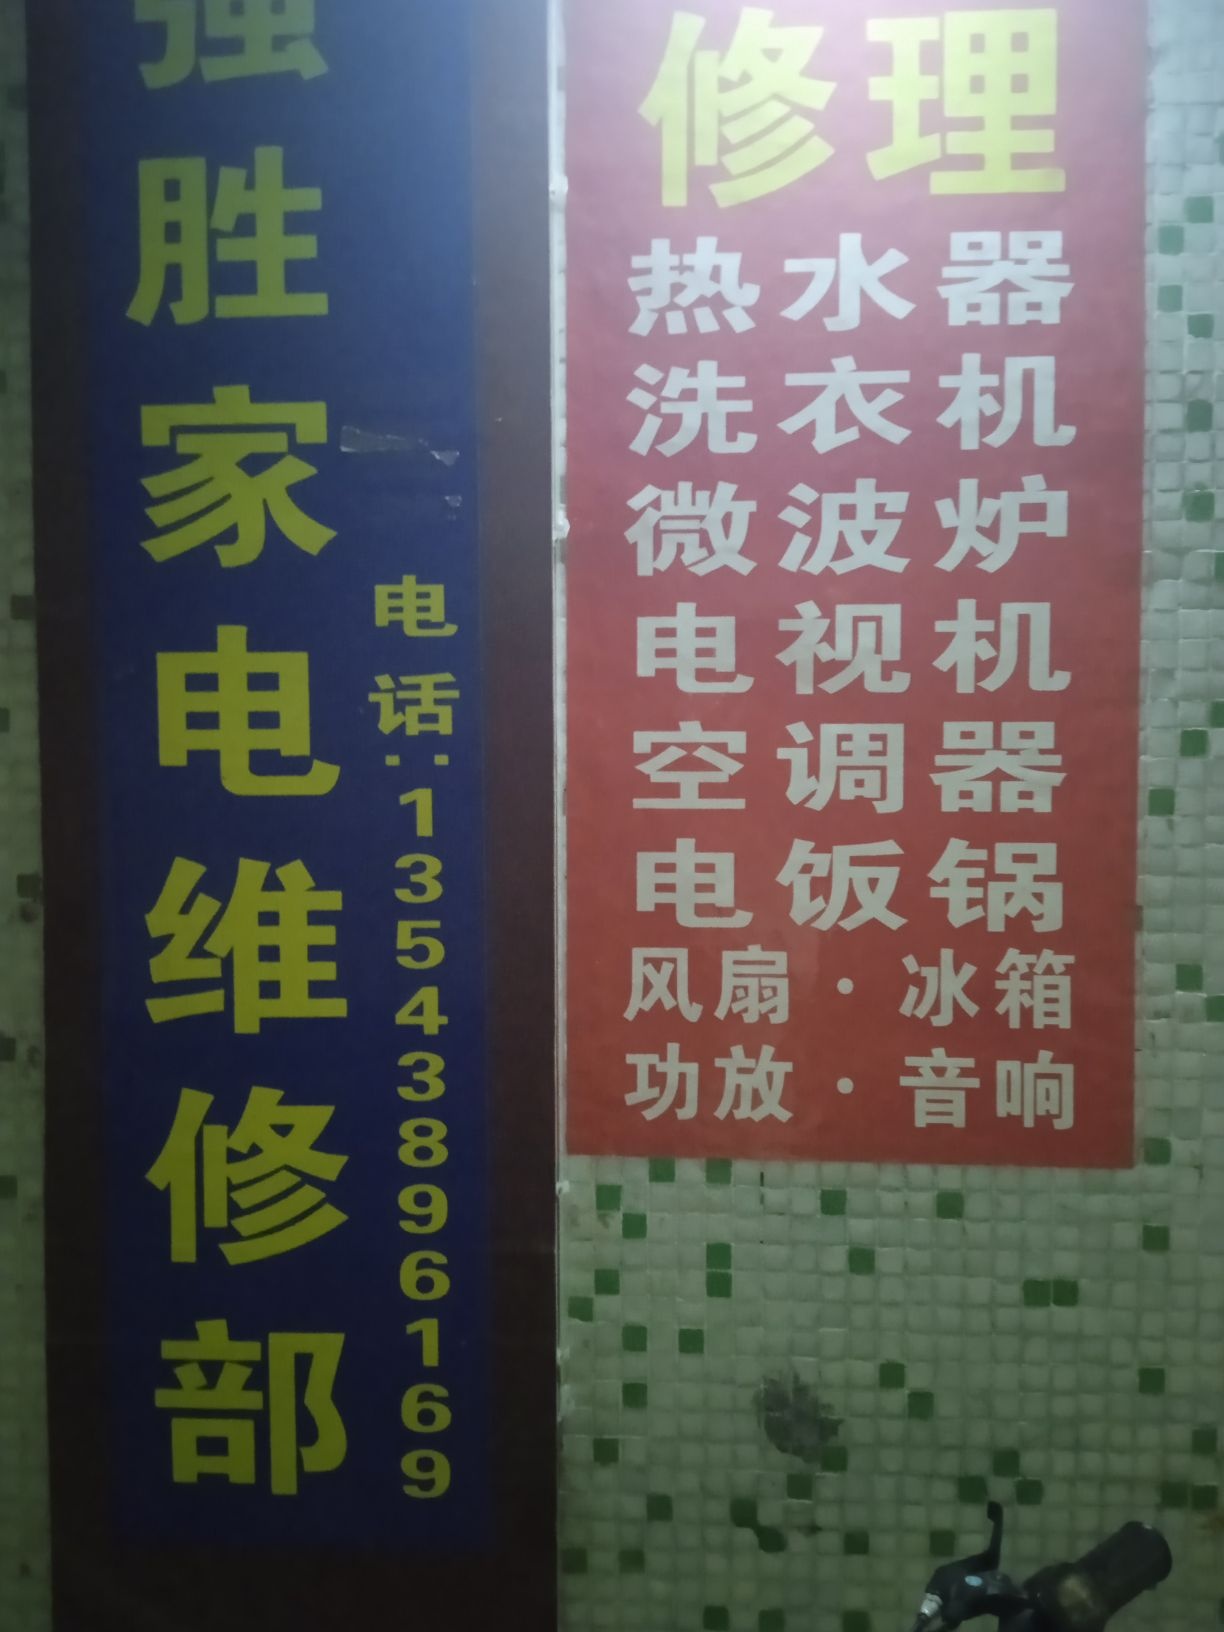 强胜家电维修部
电话:13543896169
修理
热水器
洗衣机
微波炉
电视机
空调器
电饭锅
风扇·冰箱
功放·音响